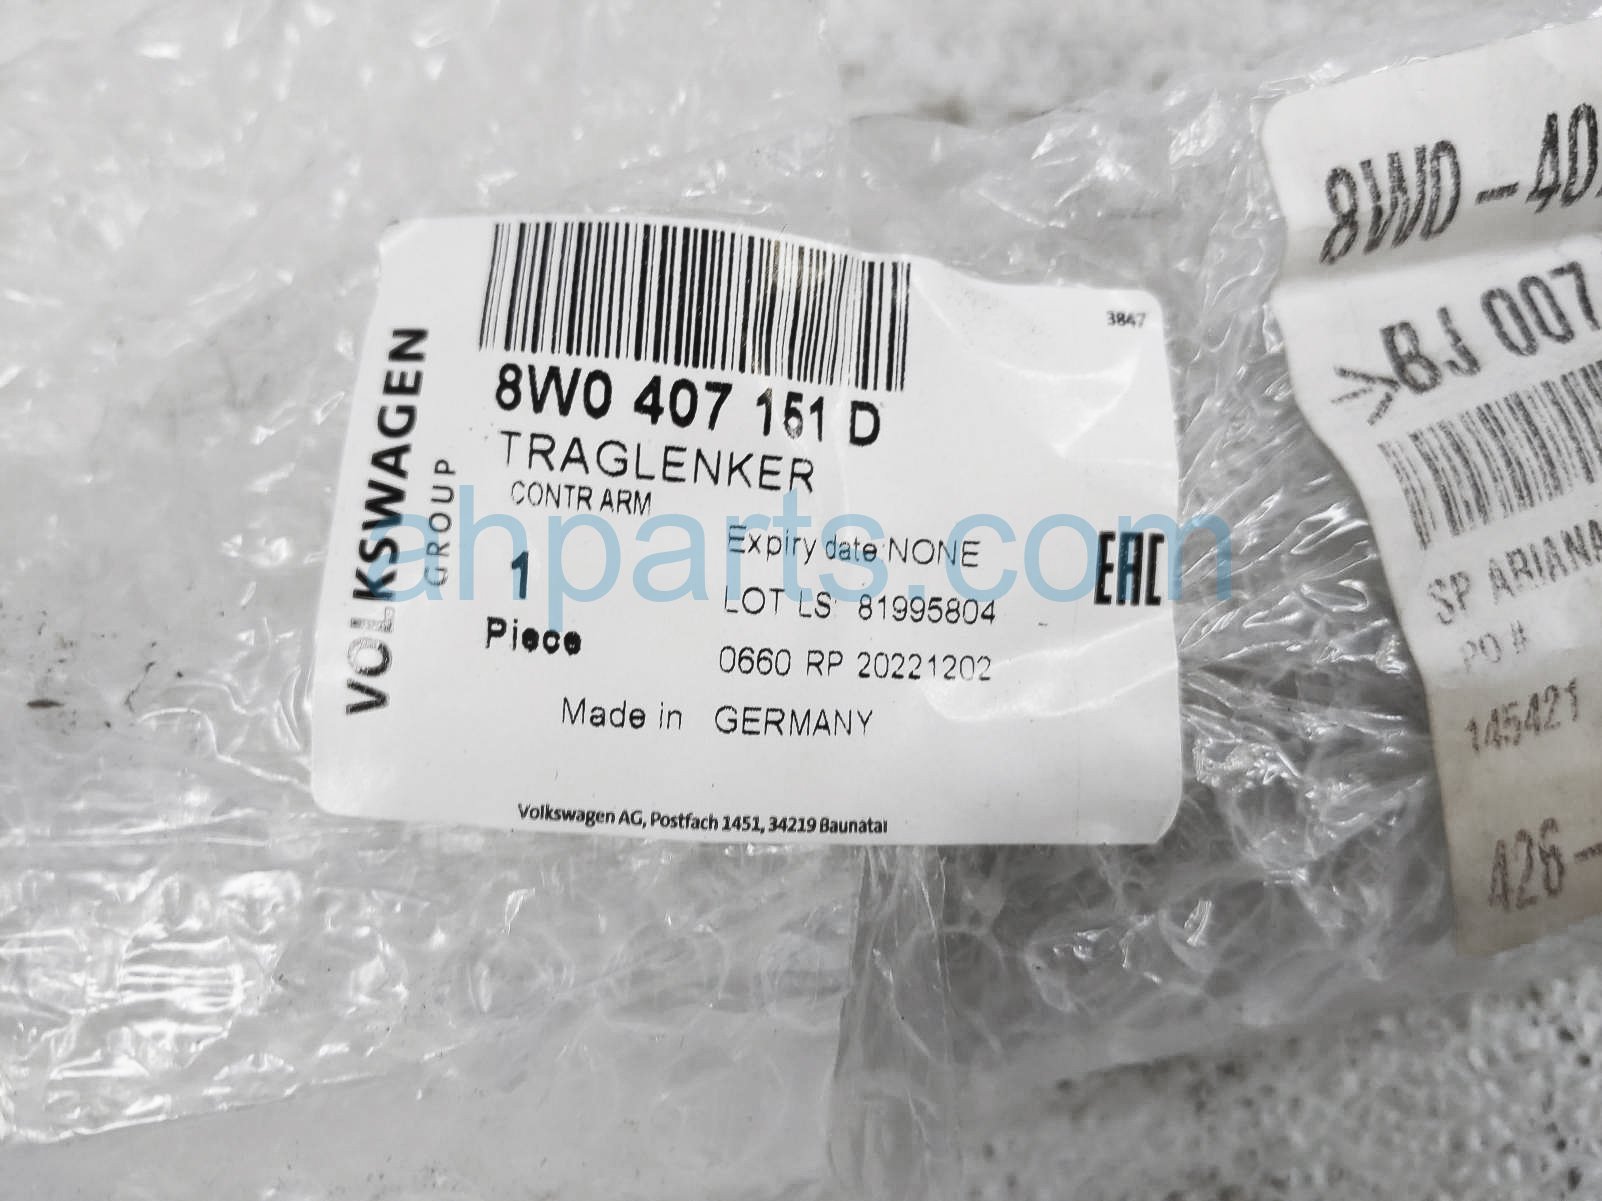 8W0 407 151 D
TRAGLENKER
CONTR ARM
VOLKSWAGEN
GROUP
1
Piece
Expiry date:NONE
LOT LS: 81995804
0660 RP 20221202
Made in GERMANY
3847
EAC
Volkswagen AG, Postfach 1451, 34219 Baunatal
ahparts.com
8W0-40
>BJ 007
SP ARIANA
PO #
145421
426-